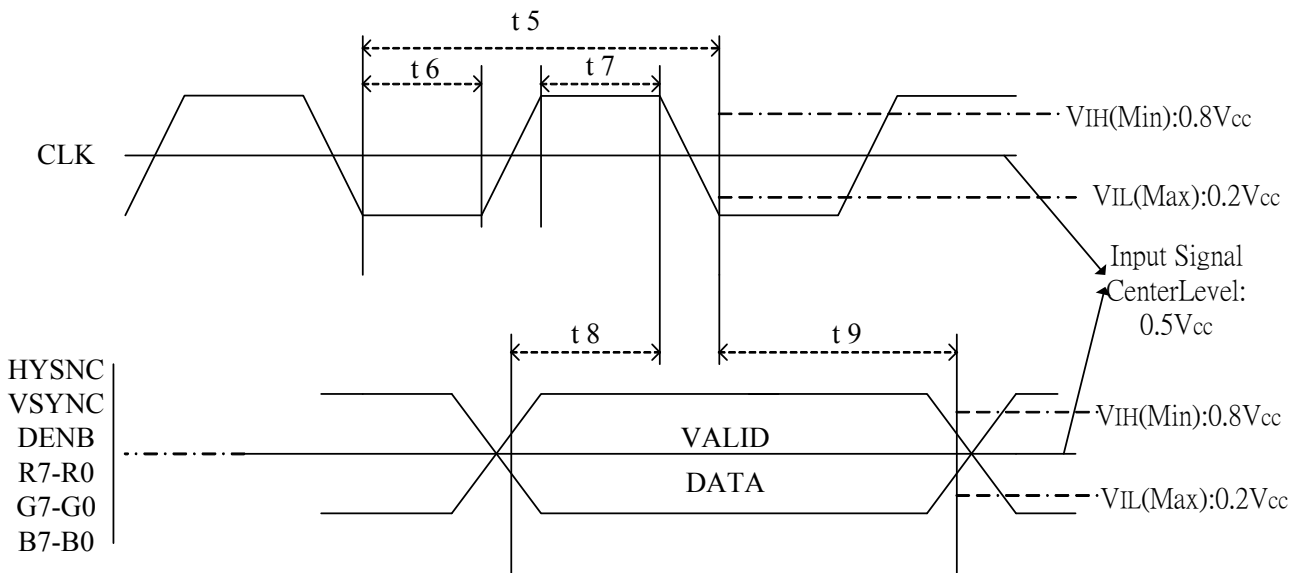 t 5
t 6
t 7
CLK
VIH(Min):0.8Vcc
VIL(Max):0.2Vcc
Input Signal
CenterLevel:
0.5Vcc
t 8
t 9
HYSNC
VSYNC
DENB
R7-R0
G7-G0
B7-B0
VALID
DATA
VIH(Min):0.8Vcc
VIL(Max):0.2Vcc